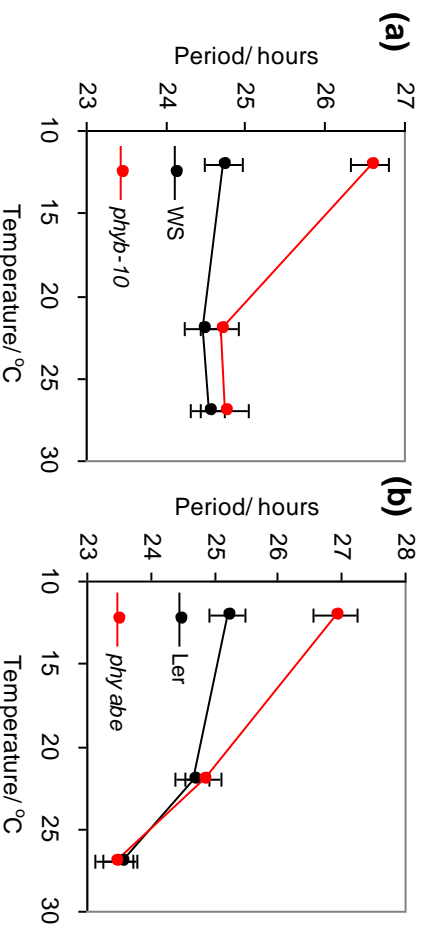 (a)
Period/ hours
27
26
25
24
23
10
15
20
25
30
Temperature/ °C
WS
phyb-10
(b)
Period/ hours
28
27
26
25
24
23
10
15
20
25
30
Temperature/ °C
Ler
phy abe